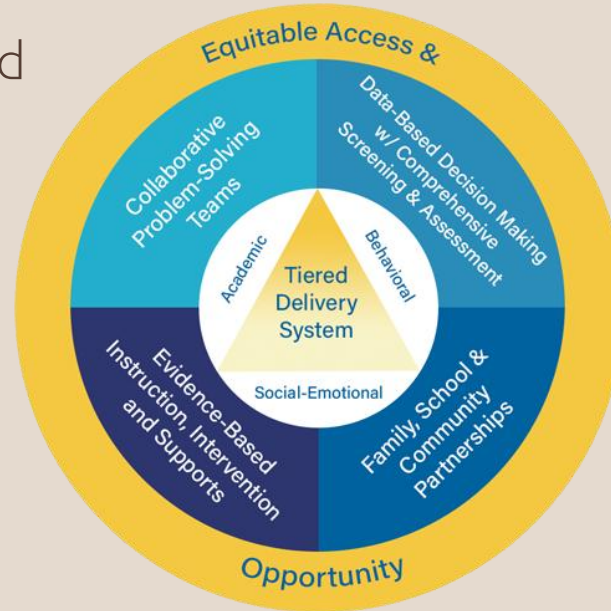 d
Equitable Access &
Collaborative
Problem-Solving
Teams
Data-Based Decision Making
w/ Comprehensive
Screening & Assessment
Academic
Behavioral
Tiered
Delivery
System
Social-Emotional
Evidence-Based
Instruction, Intervention
and Supports
Family, School &
Community
Partnerships
Opportunity